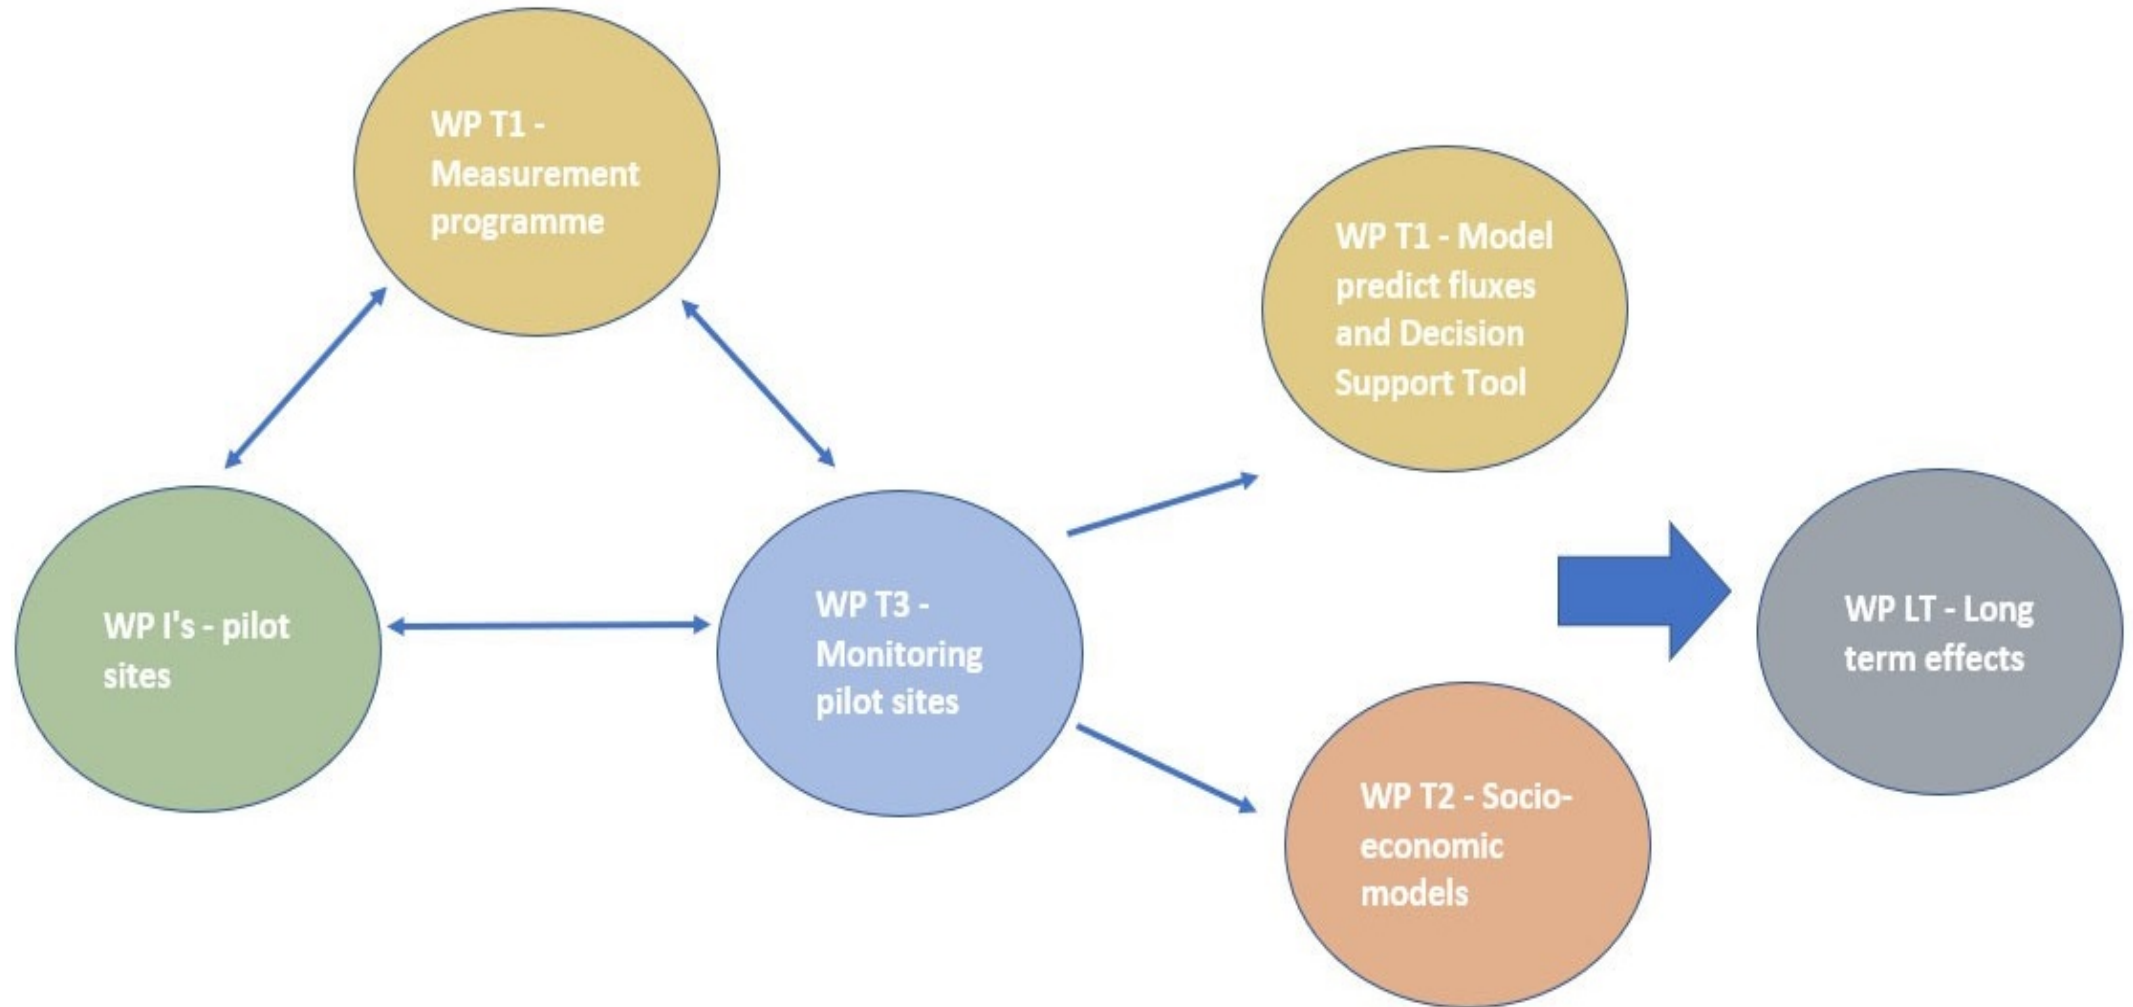 WP T1 -
Measurement
programme
WP T1 - Model
predict fluxes
and Decision
Support Tool
WP I's - pilot
sites
WP T3 -
Monitoring
pilot sites
WP LT - Long
term effects
WP T2 - Socio-
economic
models